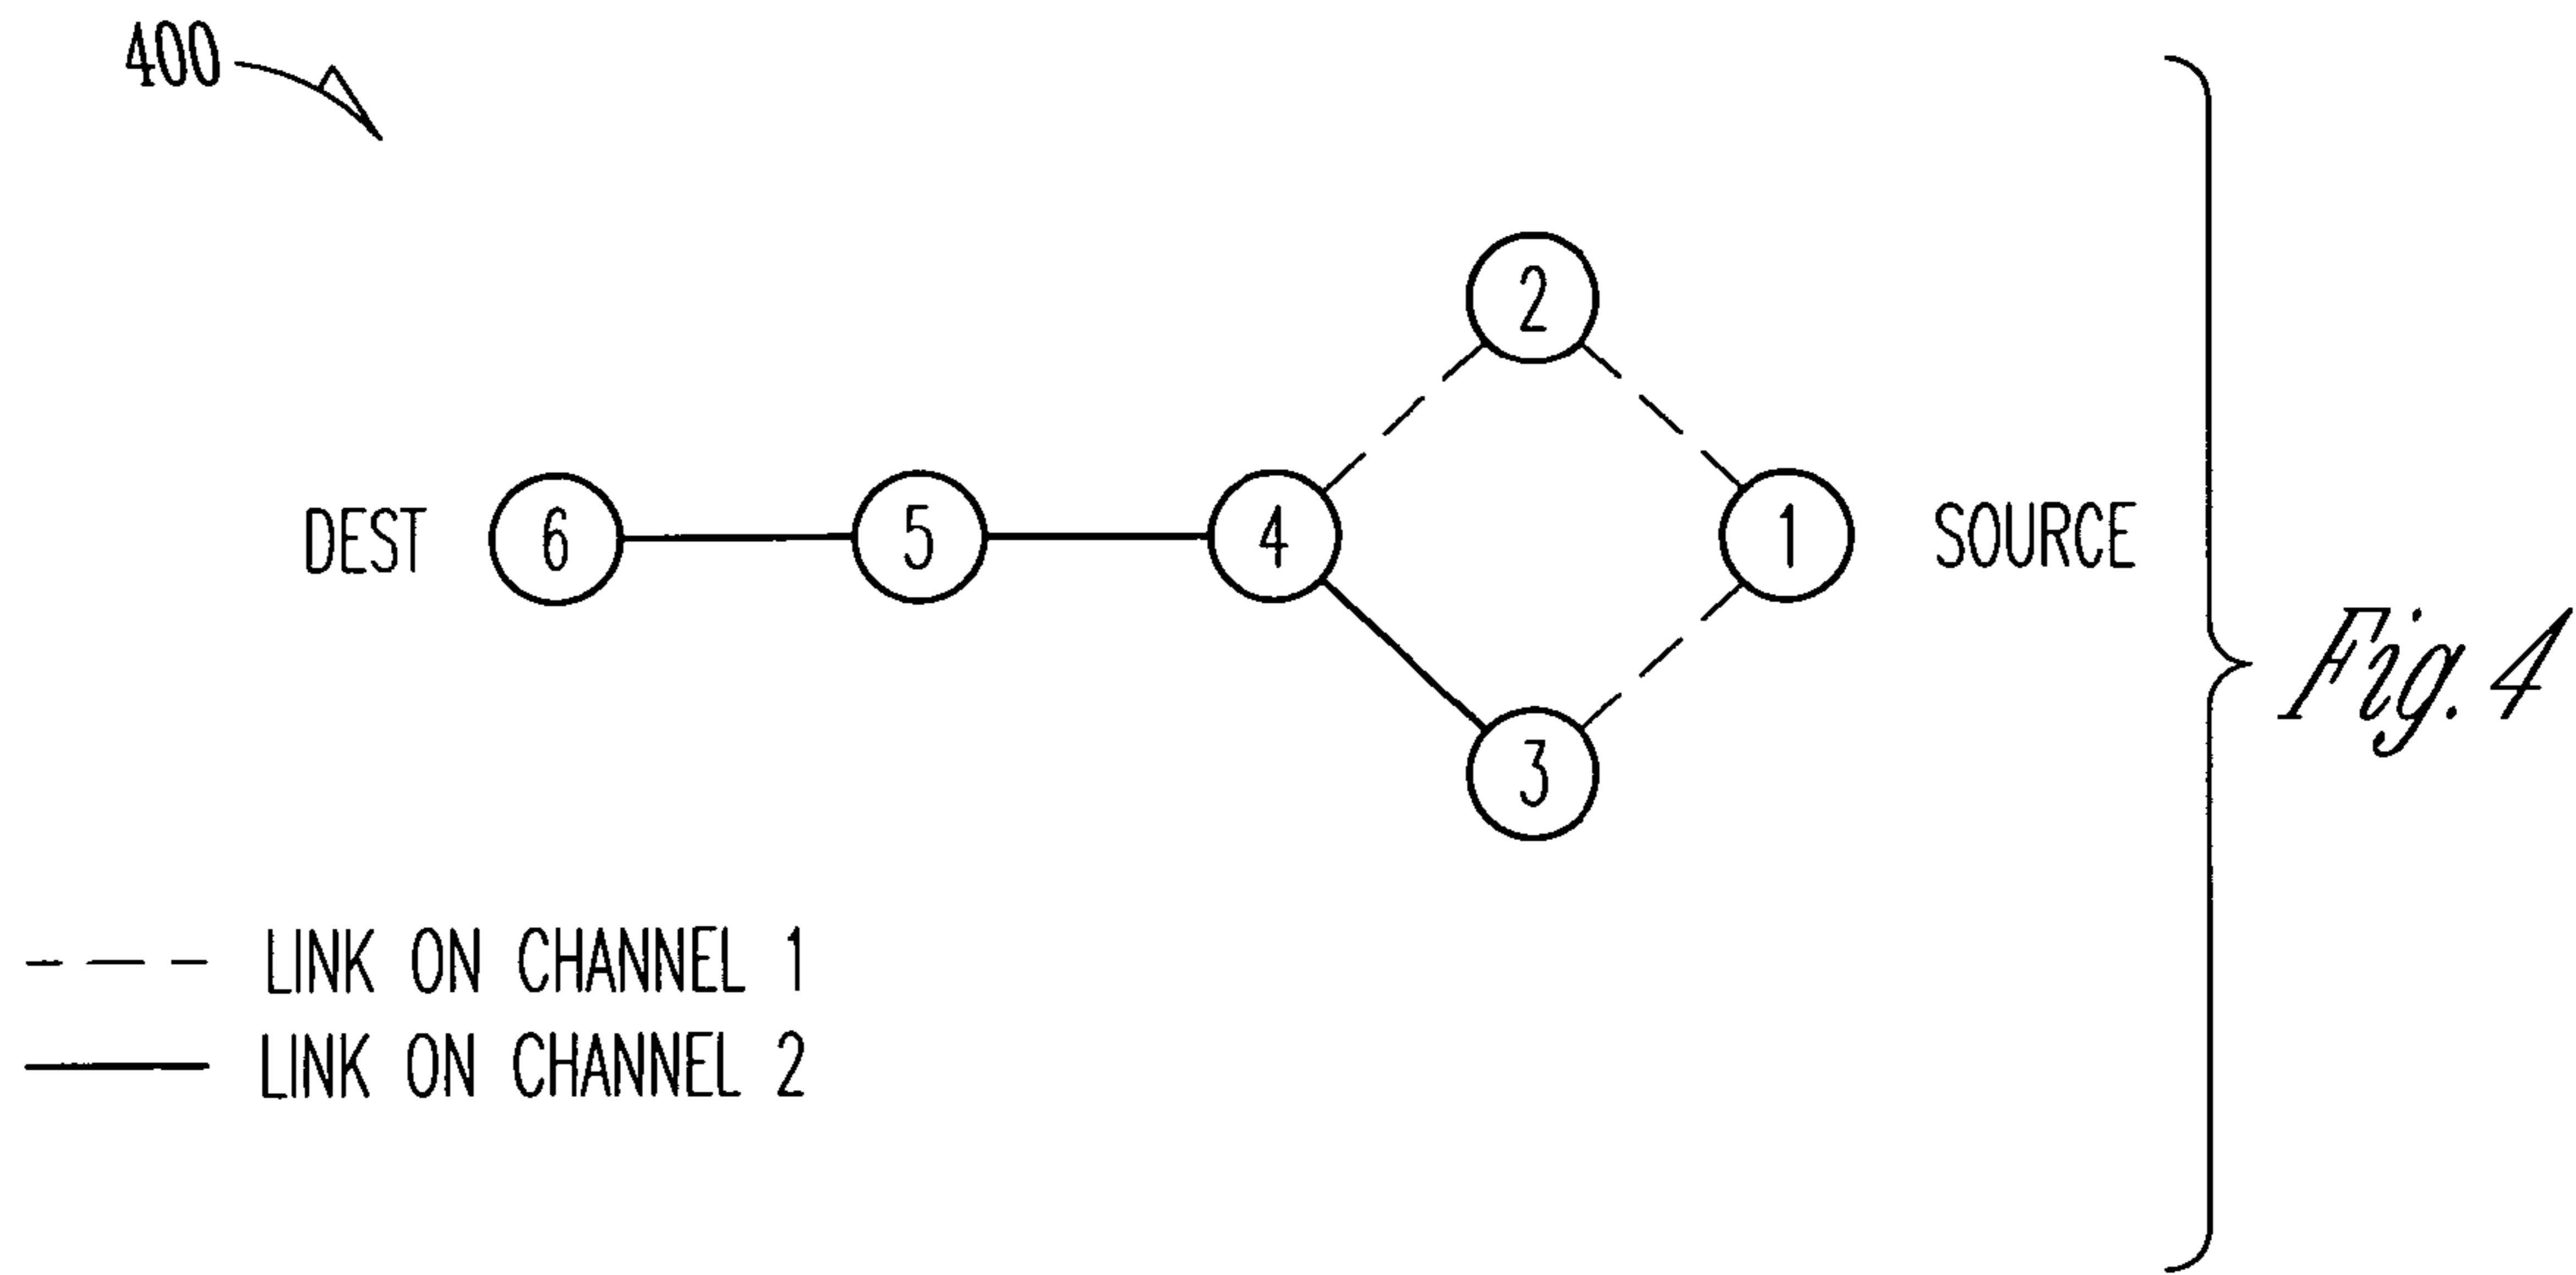 400
2
DEST 6 5 4 1 SOURCE
3
Fig. 4
LINK ON CHANNEL 1
LINK ON CHANNEL 2